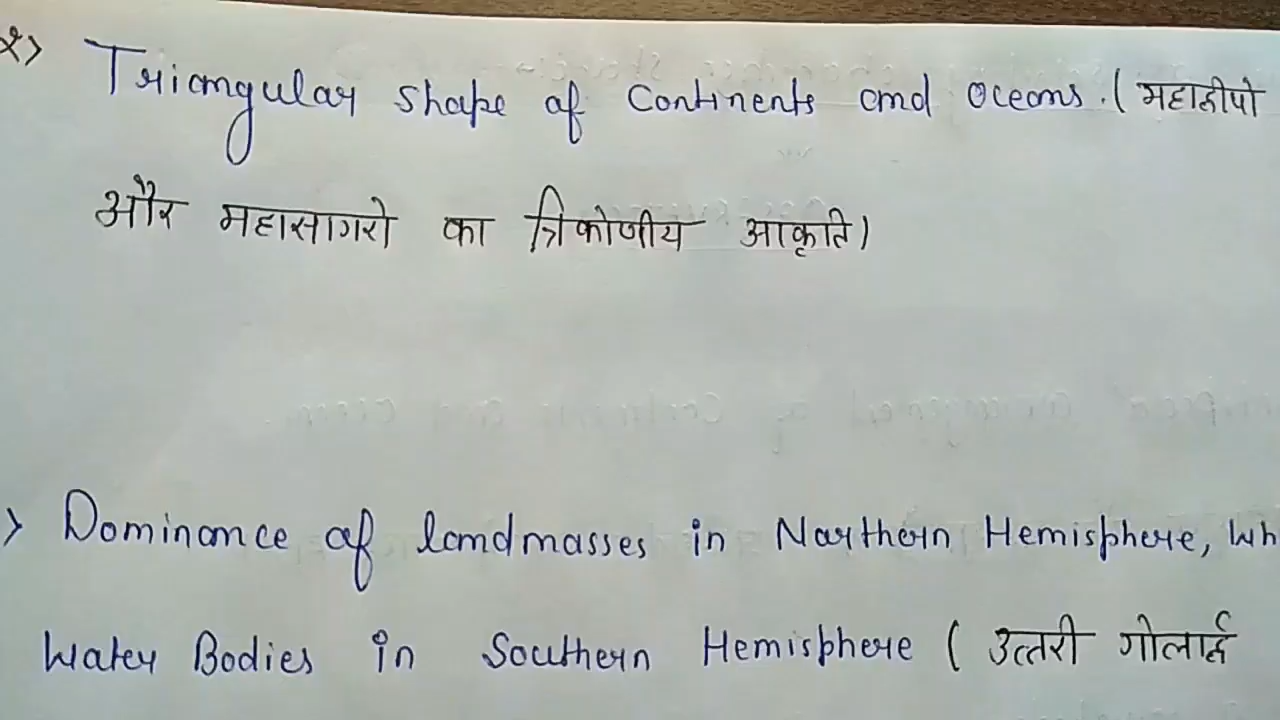 २> Triangular shape of Continents and Oceans. ( महाद्वीपो
और महासागरो का त्रिकोणीय आकृति)
> Dominance of landmasses in Northern Hemisphere, Wh
Water Bodies in Southern Hemisphere ( उत्तरी गोलार्द्ध